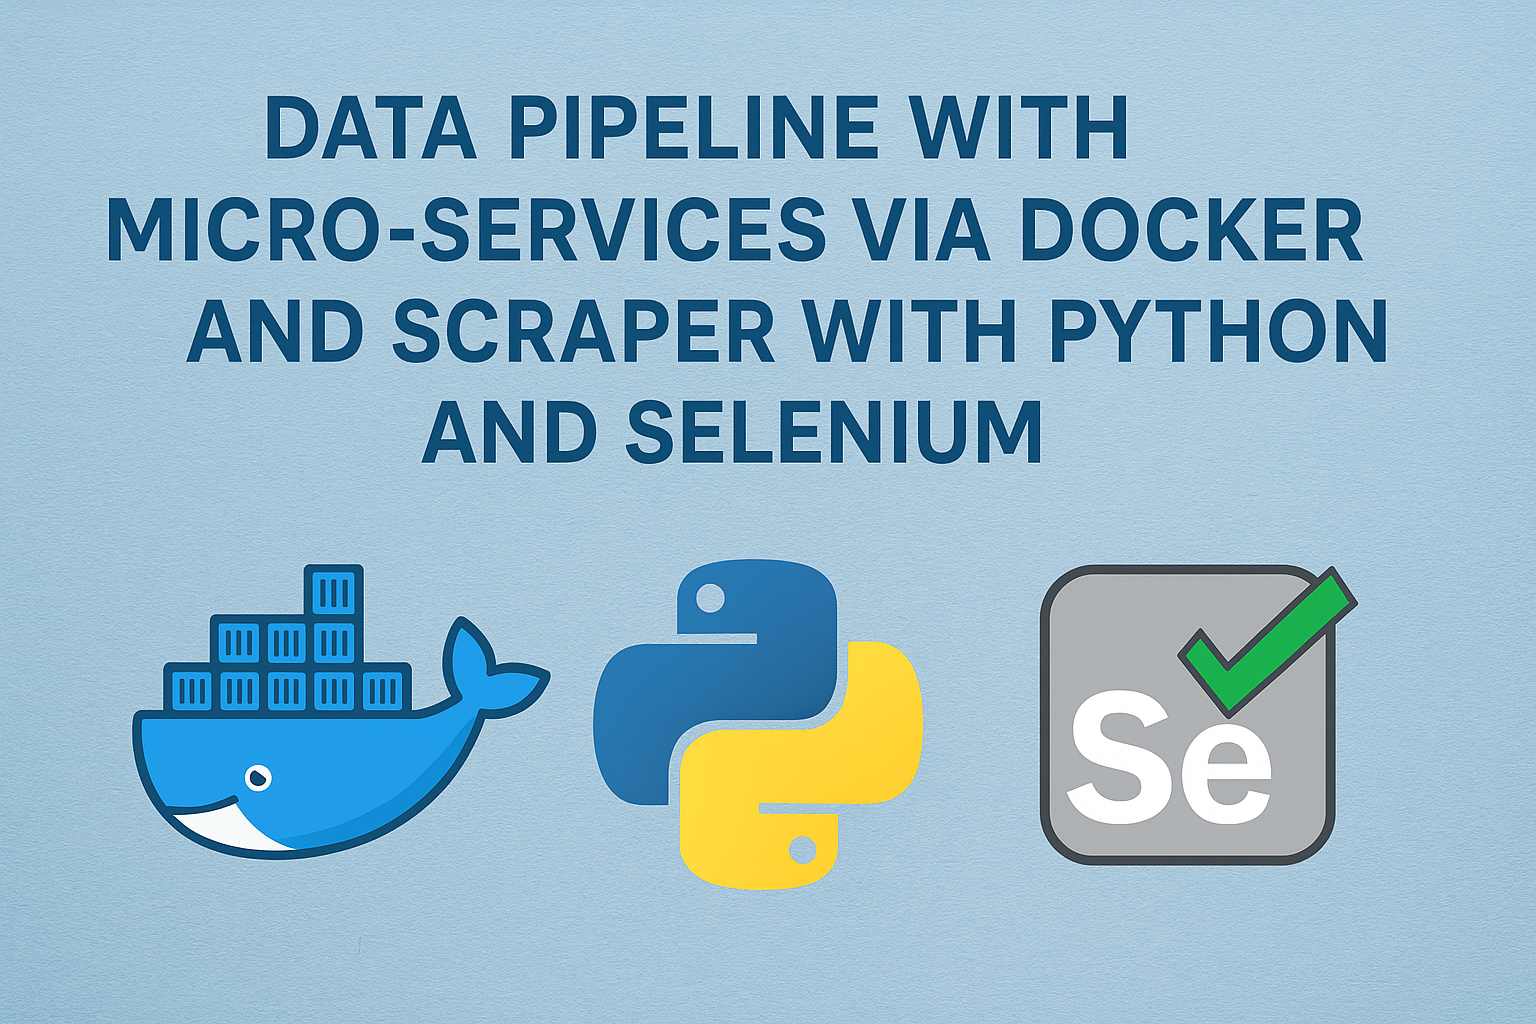 DATA PIPELINE WITH
MICRO-SERVICES VIA DOCKER
AND SCRAPER WITH PYTHON
AND SELENIUM
Se